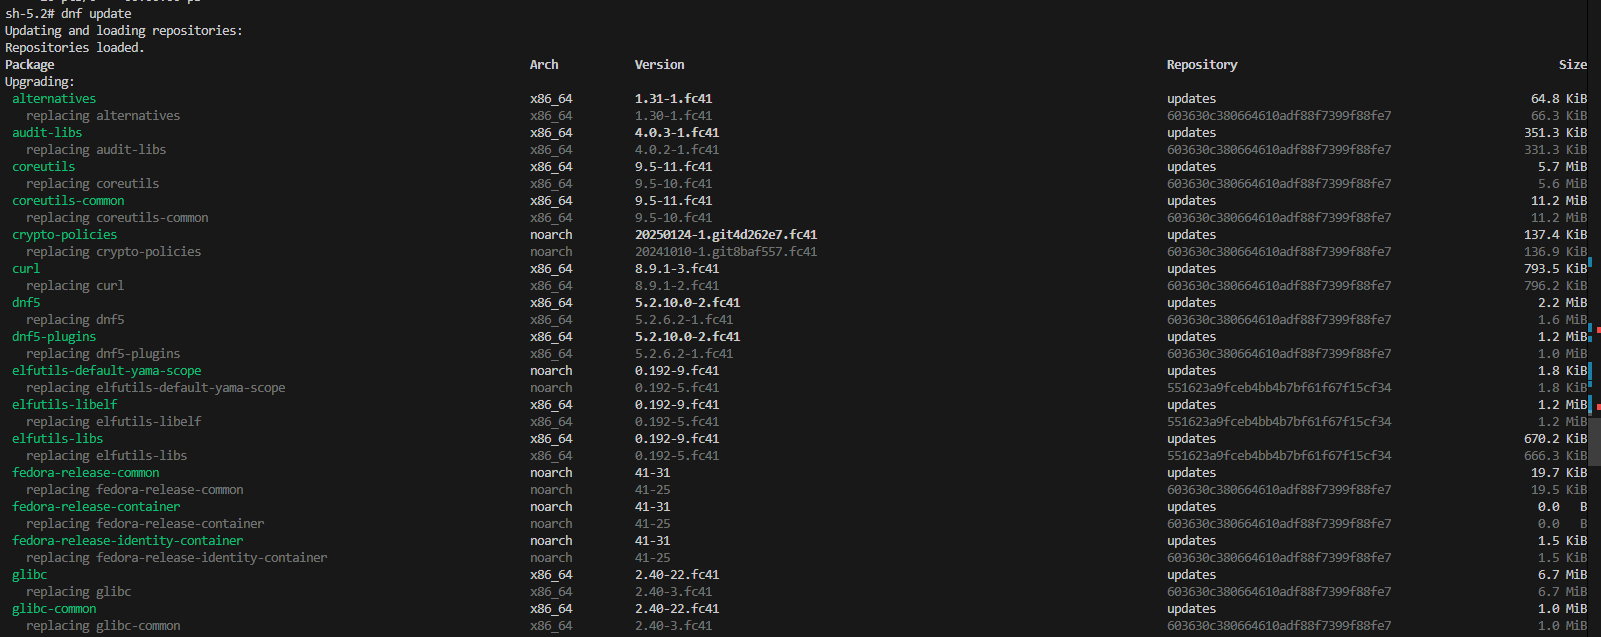 sh-5.2# dnf update
Updating and loading repositories:
Repositories loaded.
Package Arch Version Repository Size
Upgrading:
alternatives x86_64 1.31-1.fc41 updates 64.8 KiB
replacing alternatives x86_64 1.30-1.fc41 603630c380664610adf88f7399f88fe7 66.3 KiB
audit-libs x86_64 4.0.3-1.fc41 updates 351.3 KiB
replacing audit-libs x86_64 4.0.2-1.fc41 603630c380664610adf88f7399f88fe7 331.3 KiB
coreutils x86_64 9.5-11.fc41 updates 5.7 MiB
replacing coreutils x86_64 9.5-10.fc41 603630c380664610adf88f7399f88fe7 5.6 MiB
coreutils-common x86_64 9.5-11.fc41 updates 11.2 MiB
replacing coreutils-common x86_64 9.5-10.fc41 603630c380664610adf88f7399f88fe7 11.2 MiB
crypto-policies noarch 20250124-1.git4d262e7.fc41 updates 137.4 KiB
replacing crypto-policies noarch 20241010-1.git8baf557.fc41 603630c380664610adf88f7399f88fe7 136.9 KiB
curl x86_64 8.9.1-3.fc41 updates 793.5 KiB
replacing curl x86_64 8.9.1-2.fc41 603630c380664610adf88f7399f88fe7 796.2 KiB
dnf5 x86_64 5.2.10.0-2.fc41 updates 2.2 MiB
replacing dnf5 x86_64 5.2.6.2-1.fc41 603630c380664610adf88f7399f88fe7 1.6 MiB
dnf5-plugins x86_64 5.2.10.0-2.fc41 updates 1.2 MiB
replacing dnf5-plugins x86_64 5.2.6.2-1.fc41 603630c380664610adf88f7399f88fe7 1.0 MiB
elfutils-default-yama-scope noarch 0.192-9.fc41 updates 1.8 KiB
replacing elfutils-default-yama-scope noarch 0.192-5.fc41 551623a9fceb4bb4b7bf61f67f15cf34 1.8 KiB
elfutils-libelf x86_64 0.192-9.fc41 updates 1.2 MiB
replacing elfutils-libelf x86_64 0.192-5.fc41 551623a9fceb4bb4b7bf61f67f15cf34 1.2 MiB
elfutils-libs x86_64 0.192-9.fc41 updates 670.2 KiB
replacing elfutils-libs x86_64 0.192-5.fc41 551623a9fceb4bb4b7bf61f67f15cf34 666.3 KiB
fedora-release-common noarch 41-31 updates 19.7 KiB
replacing fedora-release-common noarch 41-25 603630c380664610adf88f7399f88fe7 19.5 KiB
fedora-release-container noarch 41-31 updates 0.0 B
replacing fedora-release-container noarch 41-25 603630c380664610adf88f7399f88fe7 0.0 B
fedora-release-identity-container noarch 41-31 updates 1.5 KiB
replacing fedora-release-identity-container noarch 41-25 603630c380664610adf88f7399f88fe7 1.5 KiB
glibc x86_64 2.40-22.fc41 updates 6.7 MiB
replacing glibc x86_64 2.40-3.fc41 603630c380664610adf88f7399f88fe7 6.7 MiB
glibc-common x86_64 2.40-22.fc41 updates 1.0 MiB
replacing glibc-common x86_64 2.40-3.fc41 603630c380664610adf88f7399f88fe7 1.0 MiB